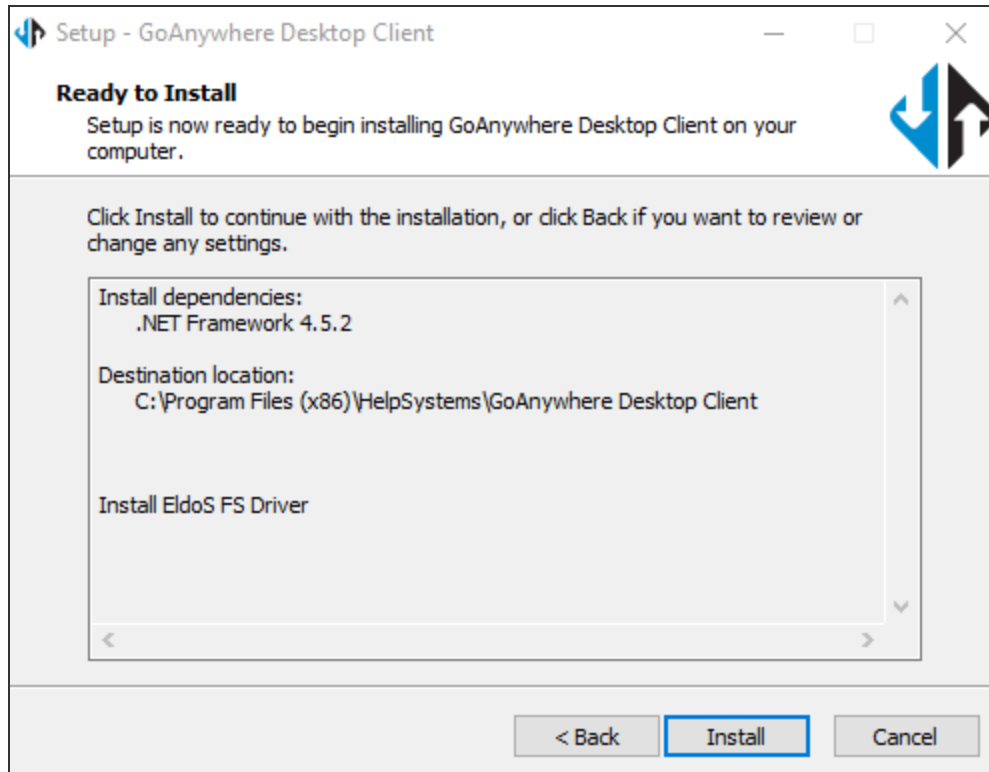 Setup - GoAnywhere Desktop Client
Ready to Install
Setup is now ready to begin installing GoAnywhere Desktop Client on your
computer.
Click Install to continue with the installation, or click Back if you want to review or
change any settings.
Install dependencies:
.NET Framework 4.5.2
Destination location:
C:\Program Files (x86)\HelpSystems\GoAnywhere Desktop Client
Install EldoS FS Driver
< Back Install Cancel